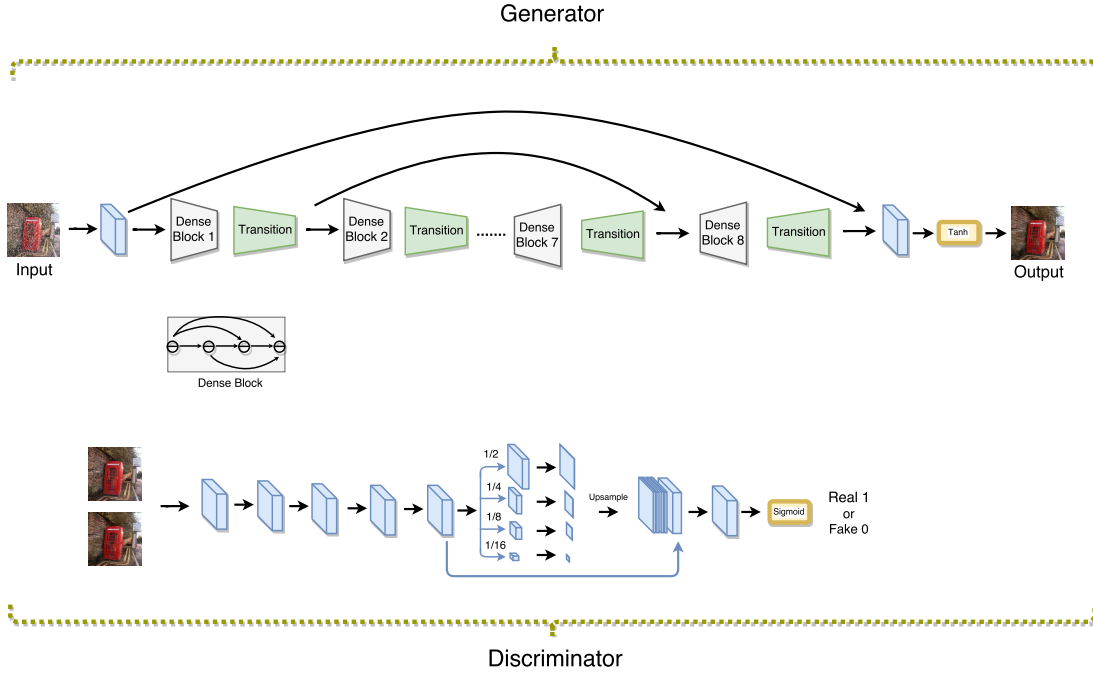 Generator
Input
Dense
Block 1
Transition
Dense
Block 2
Transition
Dense
Block 7
Transition
Dense
Block 8
Transition
Tanh
Output
Dense Block
1/2
1/4
1/8
1/16
Upsample
Sigmoid
Real 1
or
Fake 0
Discriminator